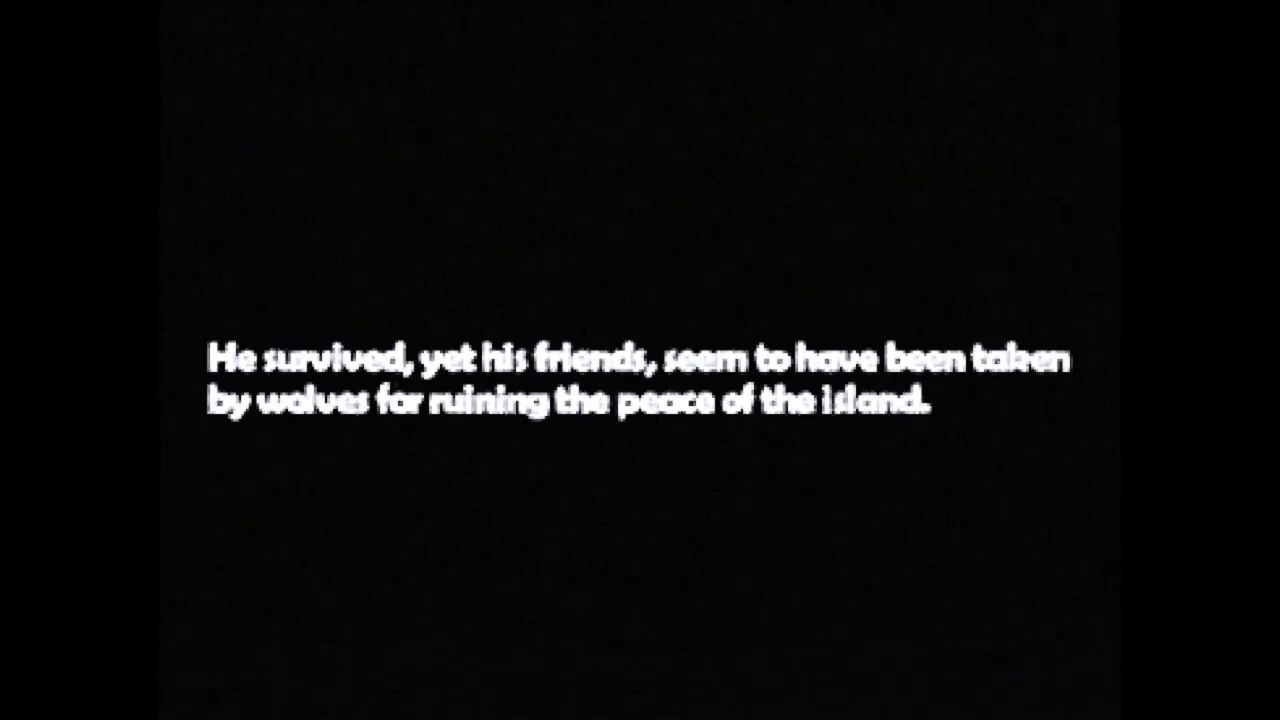 He survived, yet his friends, seem to have been taken
by wolves for ruining the peace of the island.